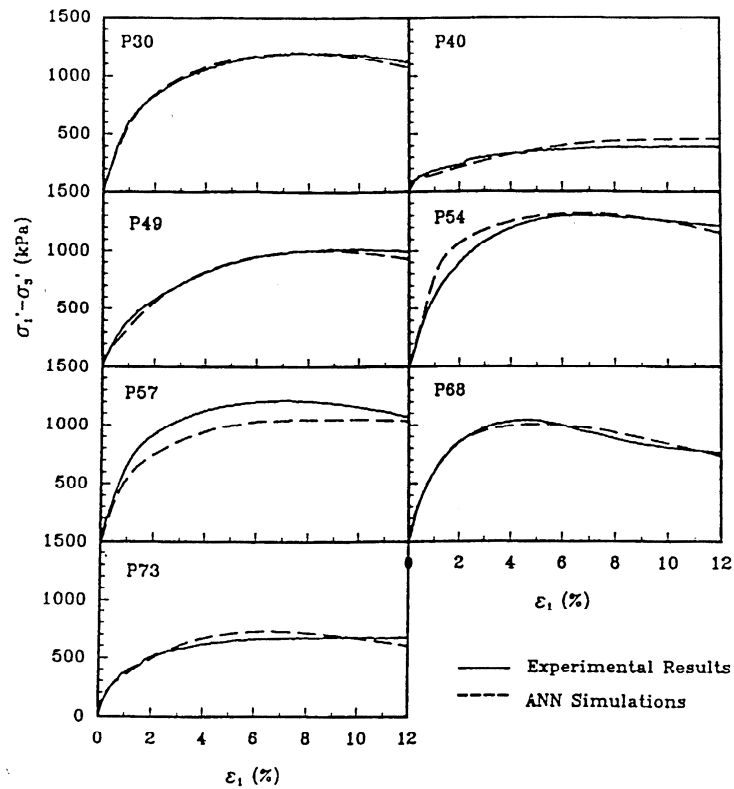 1500
P30
P40
1000
500
1500
P49
P54
1000
500
1500
P57
P68
1000
500
1500
P73
1000
500
0
0 2 4 6 8 10 12
0 2 4 6 8 10 12
ε₁ (%)
ε₁ (%)
σ₁'−σ₃' (kPa)
Experimental Results
ANN Simulations